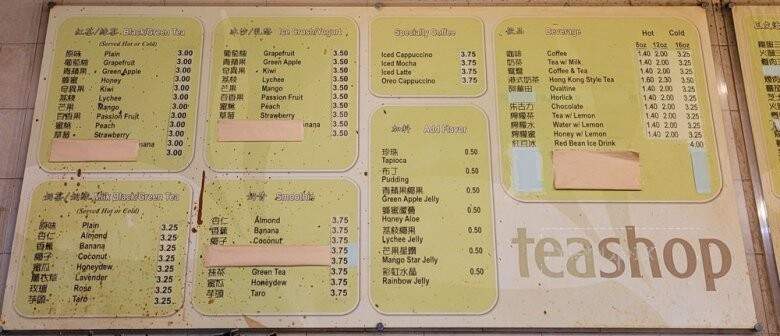 紅茶/綠茶 Black/Green Tea
(Served Hot or Cold)
原味 Plain 3.00
葡萄柚 Grapefruit 3.00
青蘋果 Green Apple 3.00
蜂蜜 Honey 3.00
奇異果 Kiwi 3.00
荔枝 Lychee 3.00
芒果 Mango 3.00
百香果 Passion Fruit 3.00
蜜桃 Peach 3.00
草莓 Strawberry 3.00
anana 3.00
Milk Black/Green Tea
(Served Hot or Cold)
原味 Plain 3.25
杏仁 Almond 3.25
香蕉 Banana 3.25
椰子 Coconut 3.25
蜜瓜 Honeydew 3.25
薰衣草 Lavender 3.25
玫瑰 Rose 3.25
芋頭 Taro 3.25
Ice Crush/Yogurt
葡萄柚 Grapefruit 3.50
青蘋果 Green Apple 3.50
奇異果 Kiwi 3.50
荔枝 Lychee 3.50
芒果 Mango 3.50
百香果 Passion Fruit 3.50
蜜桃 Peach 3.50
草莓 Strawberry 3.50
nana 3.50
Smoothie
杏仁 Almond 3.75
香蕉 Banana 3.75
椰子 Coconut 3.75
3.75
抹茶 Green Tea 3.75
蜜瓜 Honeydew 3.75
芋頭 Taro 3.75
Specialty Coffee
Iced Cappuccino 3.75
Iced Mocha 3.75
Iced Latte 3.75
Oreo Cappuccino 3.75
加料 Add Flavor
珍珠 0.50
Tapioca
布丁 0.50
Pudding
青蘋果椰果 0.50
Green Apple Jelly
蜂蜜蘆薈 0.50
Honey Aloe
荔枝椰果 0.50
Lychee Jelly
芒果星鑽 0.50
Mango Star Jelly
彩虹水晶 0.50
Rainbow Jelly
飲品 Beverage Hot Cold
8oz 12oz 16oz
咖啡 Coffee 1.40 2.00 3.25
奶茶 Tea w/ Milk 1.40 2.00 3.25
鴛鴦 Coffee & Tea 1.40 2.00 3.25
港式奶茶 Hong Kong Style Tea 1.60 2.30 3.50
阿華田 Ovaltine 1.40 2.00 3.25
Horlick 1.40 2.00 3.25
朱古力 Chocolate 1.40 2.00 3.25
檸檬茶 Tea w/ Lemon 1.40 2.00 3.25
檸檬水 Water w/ Lemon 1.40 2.00 3.25
檸檬蜜 Honey w/ Lemon 1.40 2.00 3.25
紅豆冰 Red Bean Ice Drink 4.00
teashop